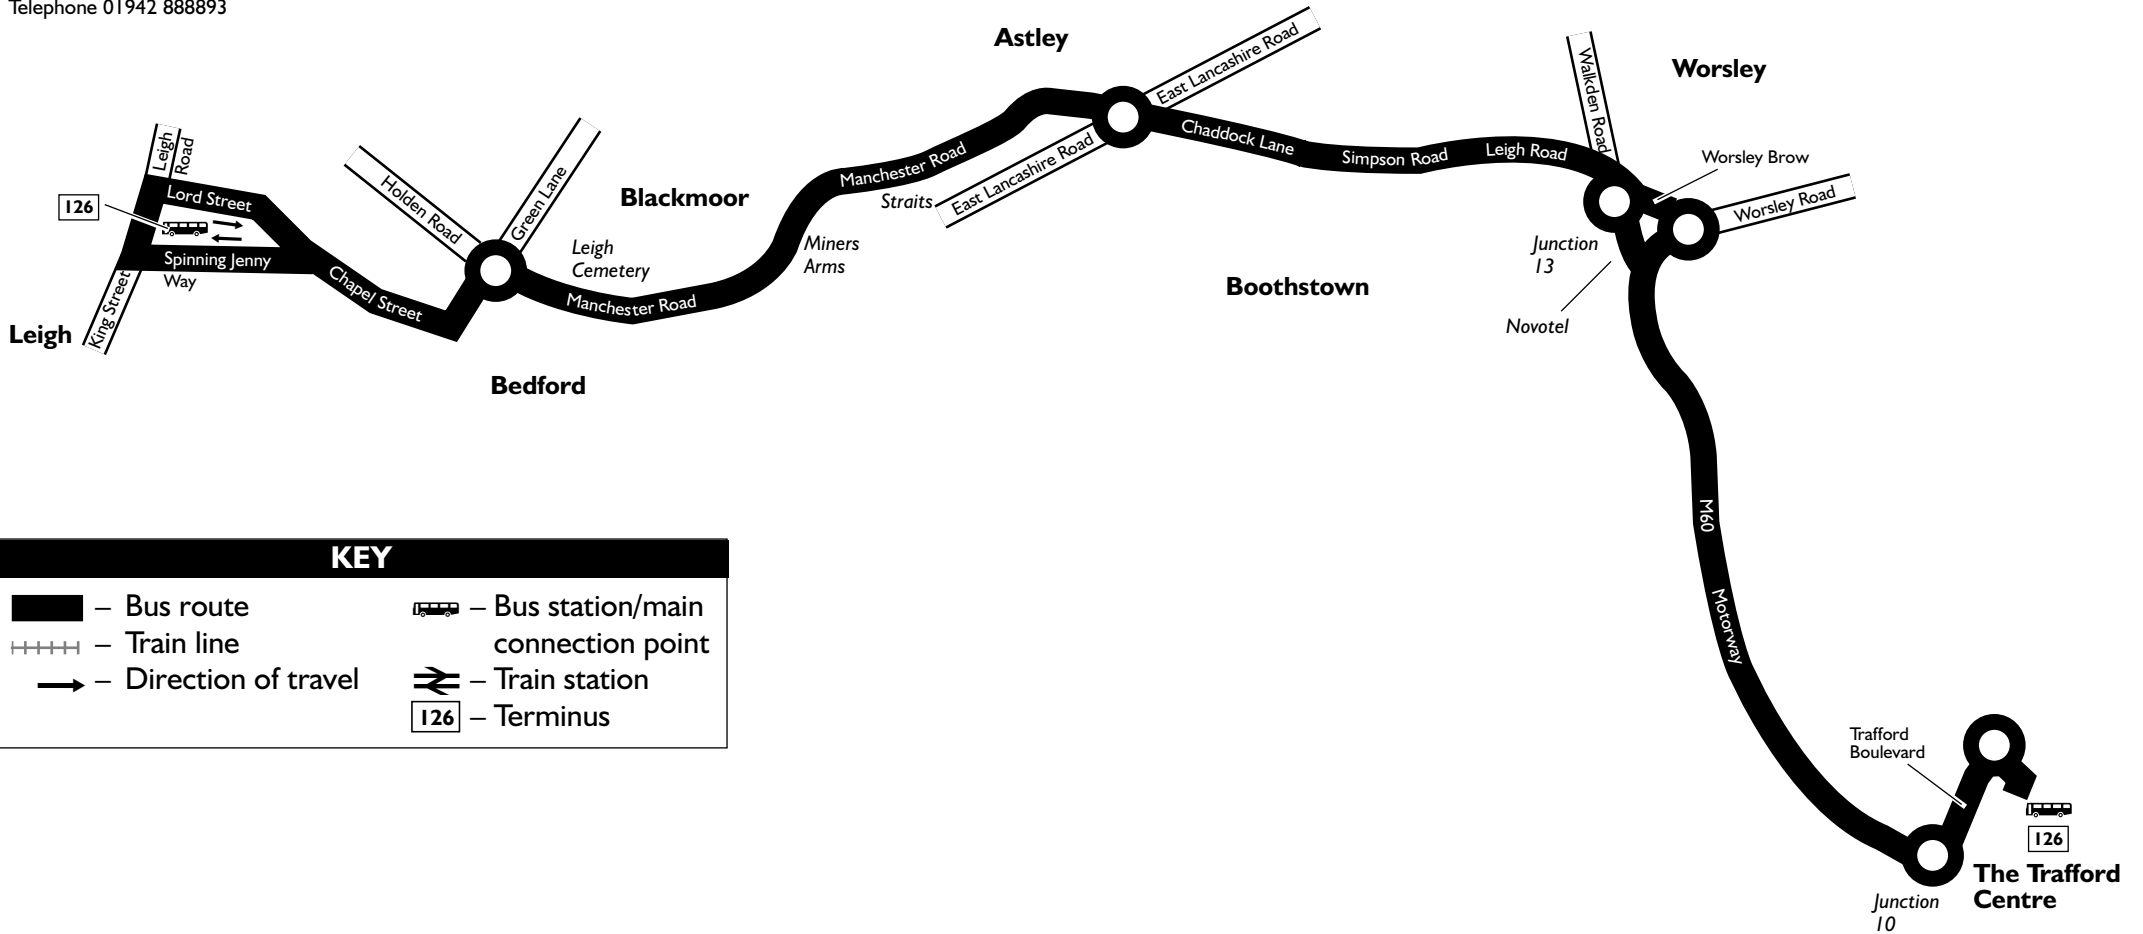 Telephone 01942 888893
Astley
East Lancashire Road
Walkden Road
Worsley
Leigh
Road
Lord Street
126
Holden Road
Green Lane
Blackmoor
Manchester Road
Straits
East Lancashire Road
Chaddock Lane
Simpson Road
Leigh Road
Worsley Brow
Worsley Road
Spinning Jenny
Way
King Street
Chapel Street
Leigh
Cemetery
Manchester Road
Miners
Arms
Junction
13
Boothstown
Novotel
Leigh
Bedford
M60
Motorway
KEY
– Bus route
– Train line
– Direction of travel
– Bus station/main
connection point
– Train station
126 – Terminus
Trafford
Boulevard
126
The Trafford
Centre
Junction
10